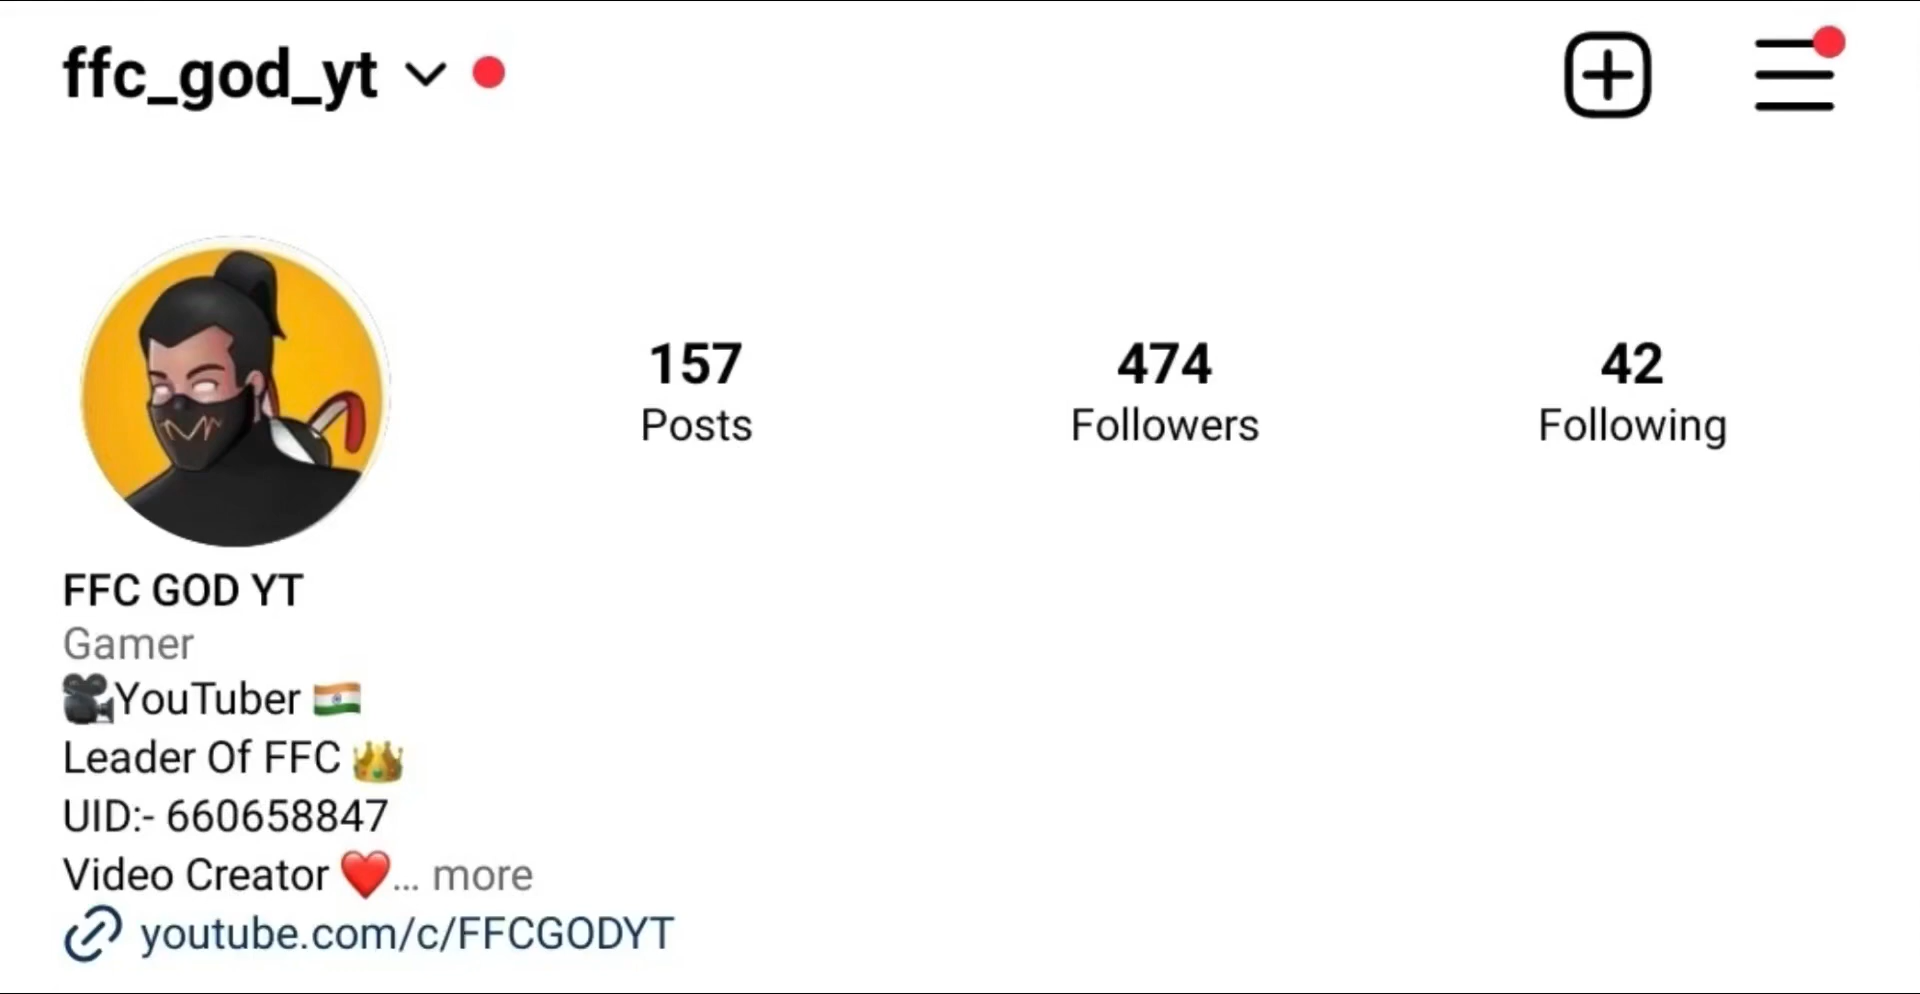 ffc_god_yt
157
Posts
474
Followers
42
Following
FFC GOD YT
Gamer
🎥YouTuber 🇮🇳
Leader Of FFC 👑
UID:- 660658847
Video Creator ❤️... more
youtube.com/c/FFCGODYT